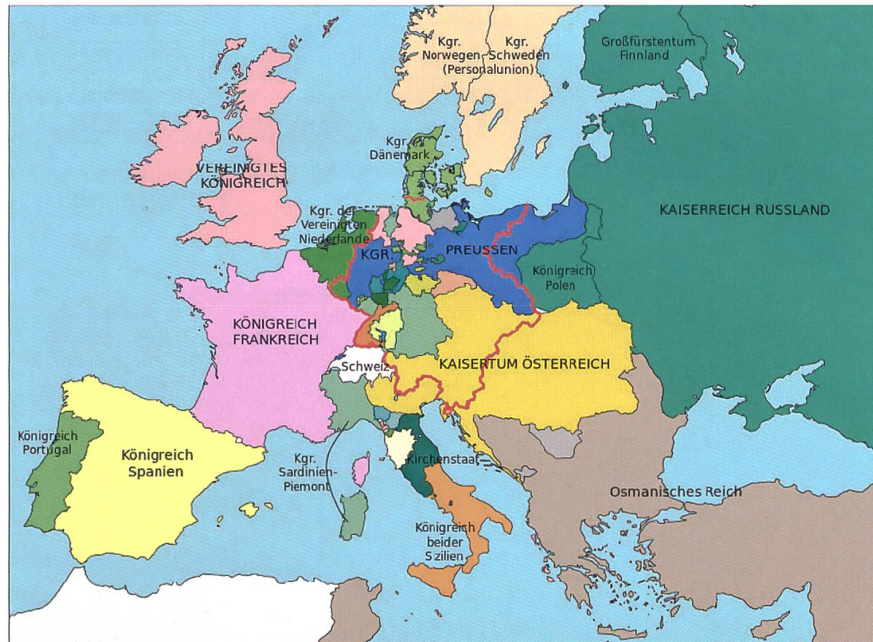 Kgr.
Norwegen
Kgr.
Schweden
(Personalunion)
Großfürstentum
Finnland
Kgr.
Dänemark
VEREINIGTES
KÖNIGREICH
Kgr. der
Vereinigten
Niederlande
KAISERREICH RUSSLAND
KGR.
PREUSSEN
Königreich
Polen
KÖNIGREICH
FRANKREICH
Schweiz
KAISERTUM ÖSTERREICH
Königreich
Portugal
Königreich
Spanien
Kgr.
Sardinien-
Piemont
Kirchenstaat
Osmanisches Reich
Königreich
beider
Sizilien